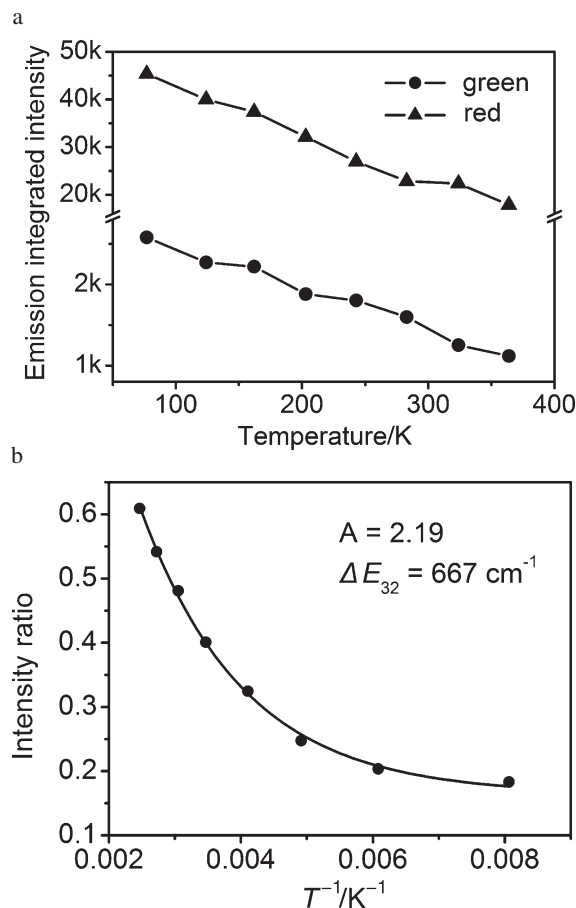 a
50k
40k
30k
20k
2k
1k
Emission integrated intensity
green
red
100 200 300 400
Temperature/K
b
0.6
0.5
0.4
0.3
0.2
0.1
Intensity ratio
A = 2.19
ΔE₃₂ = 667 cm⁻¹
0.002 0.004 0.006 0.008
T⁻¹/K⁻¹